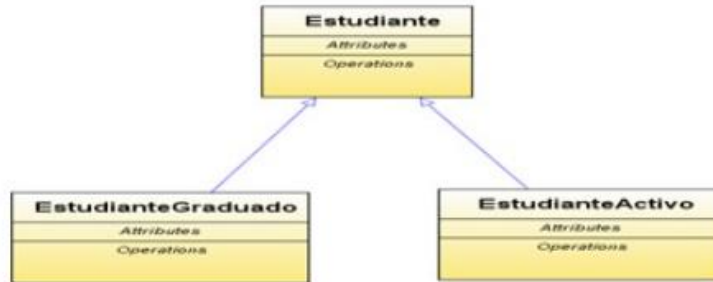 Estudiante
Attributes
Operations
EstudianteGraduado
Attributes
Operations
EstudianteActivo
Attributes
Operations